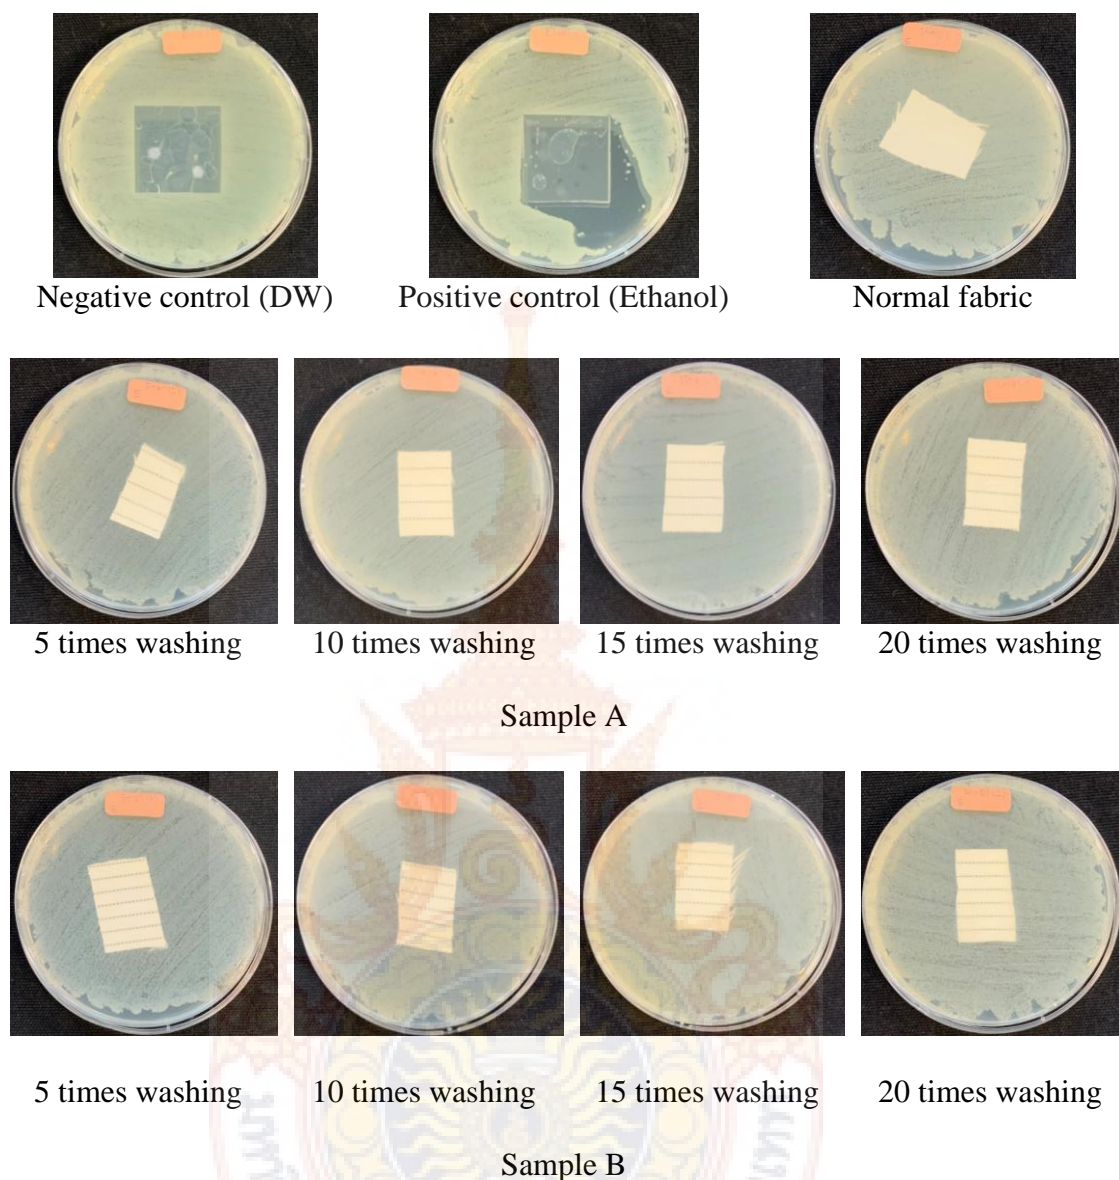 Negative control (DW)
Positive control (Ethanol)
Normal fabric
5 times washing
10 times washing
15 times washing
20 times washing
Sample A
5 times washing
10 times washing
15 times washing
20 times washing
Sample B